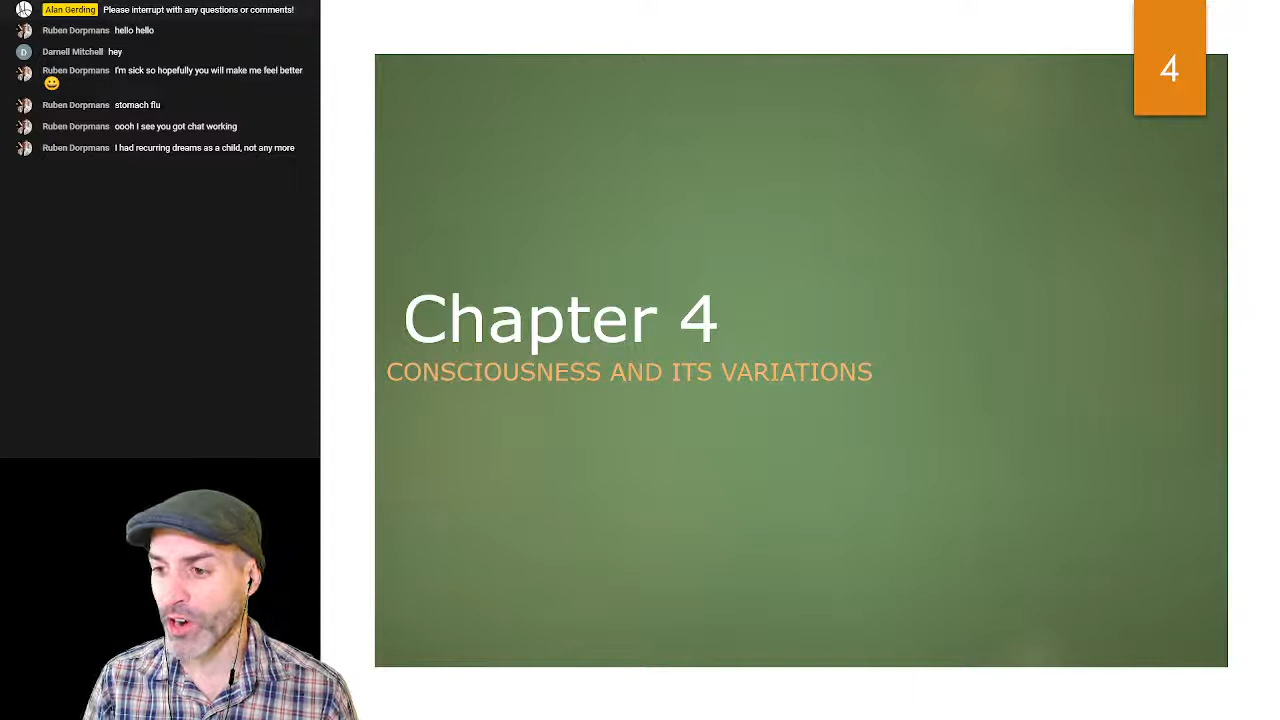 Alan Gerding Please interrupt with any questions or comments!
Ruben Dorpmans hello hello
D Darnell Mitchell hey
Ruben Dorpmans I'm sick so hopefully you will make me feel better
😀
Ruben Dorpmans stomach flu
Ruben Dorpmans oooh I see you got chat working
Ruben Dorpmans I had recurring dreams as a child, not any more
4
Chapter 4
CONSCIOUSNESS AND ITS VARIATIONS